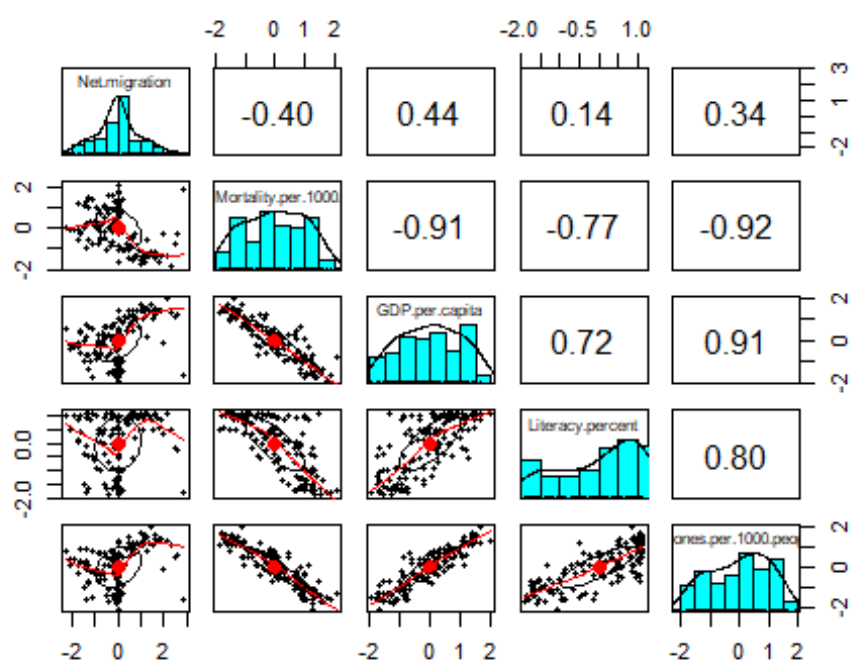 -2 0 1 2 -2.0 -0.5 1.0
Net.migration
-0.40 0.44 0.14 0.34
-2 1 3
-2 0 2
Mortality.per.1000.
-0.91 -0.77 -0.92
GDP.per.capita
0.72 0.91
-2 0 2
-2.0 0.0
Literacy.percent
0.80
ones.per.1000.peop
-2 0 2
-2 0 2 -2 0 1 2 -2 0 1 2